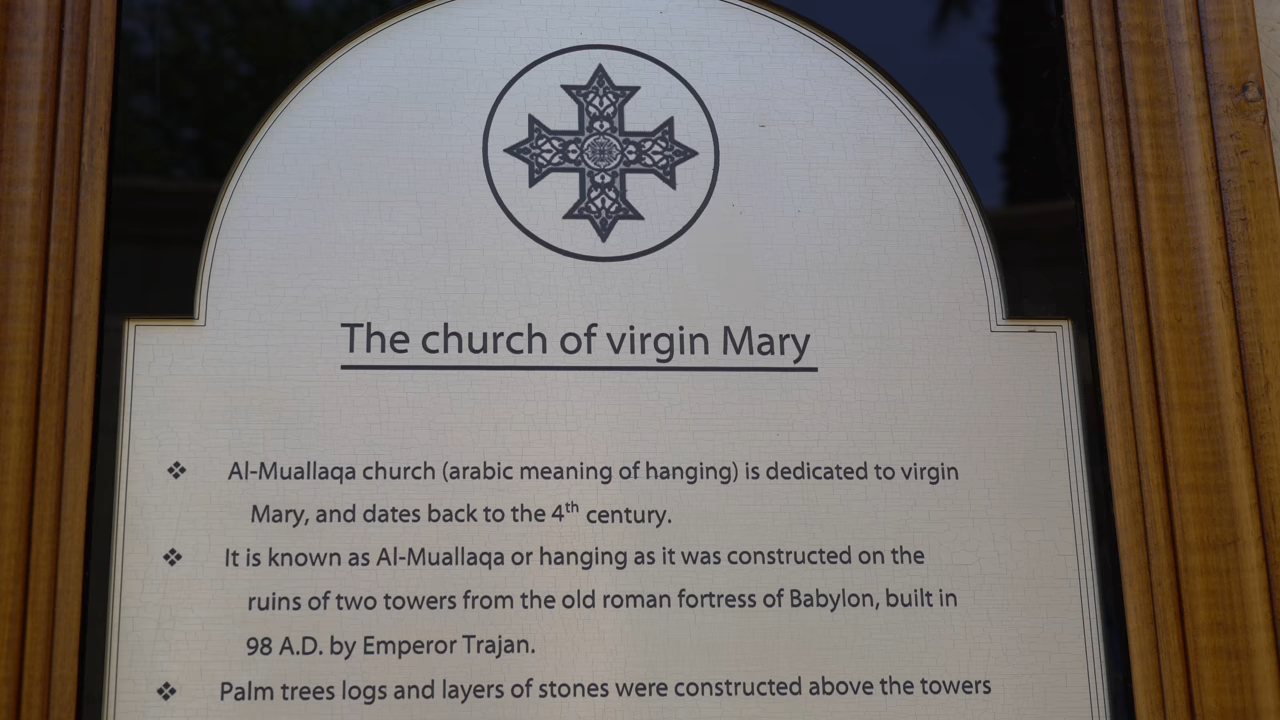 The church of virgin Mary
❖ Al-Muallaqa church (arabic meaning of hanging) is dedicated to virgin
Mary, and dates back to the 4th century.
❖ It is known as Al-Muallaqa or hanging as it was constructed on the
ruins of two towers from the old roman fortress of Babylon, built in
98 A.D. by Emperor Trajan.
❖ Palm trees logs and layers of stones were constructed above the towers